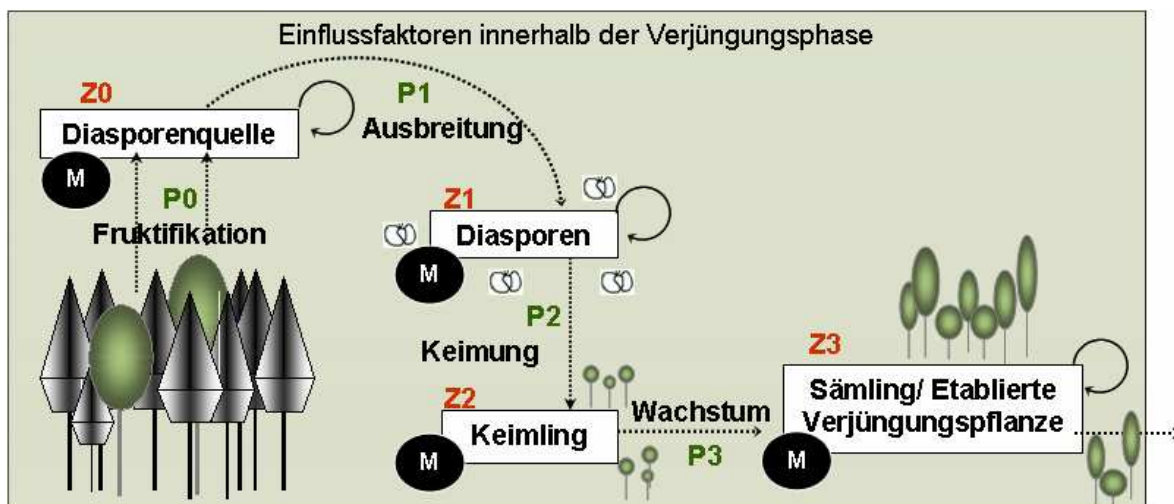 Einflussfaktoren innerhalb der Verjüngungsphase
Z0
Diasporenquelle
M
P0
Fruktifikation
P1
Ausbreitung
Z1
Diasporen
M
P2
Keimung
Z2
Keimling
M
Wachstum
P3
Z3
Sämling/ Etablierte
Verjüngungspflanze
M